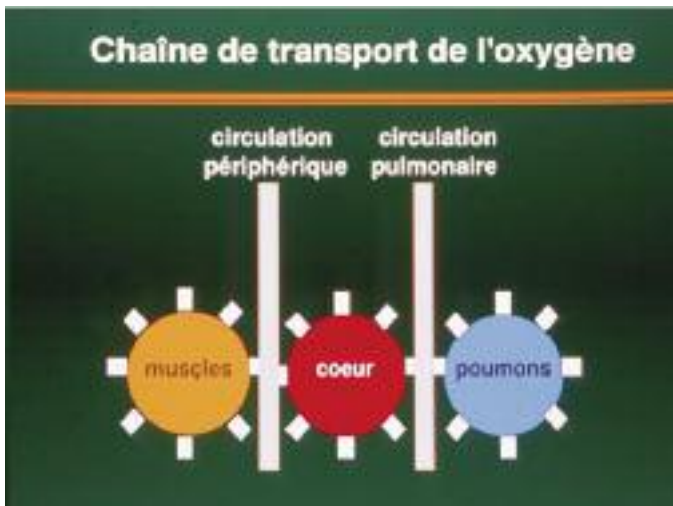 Chaîne de transport de l'oxygène
circulation
périphérique
circulation
pulmonaire
muscles
coeur
poumons